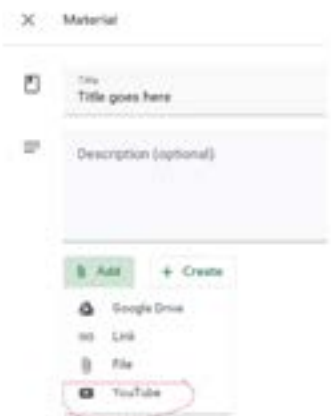 Material
Title
Title goes here
Description (optional)
Add + Create
Google Drive
Link
File
YouTube